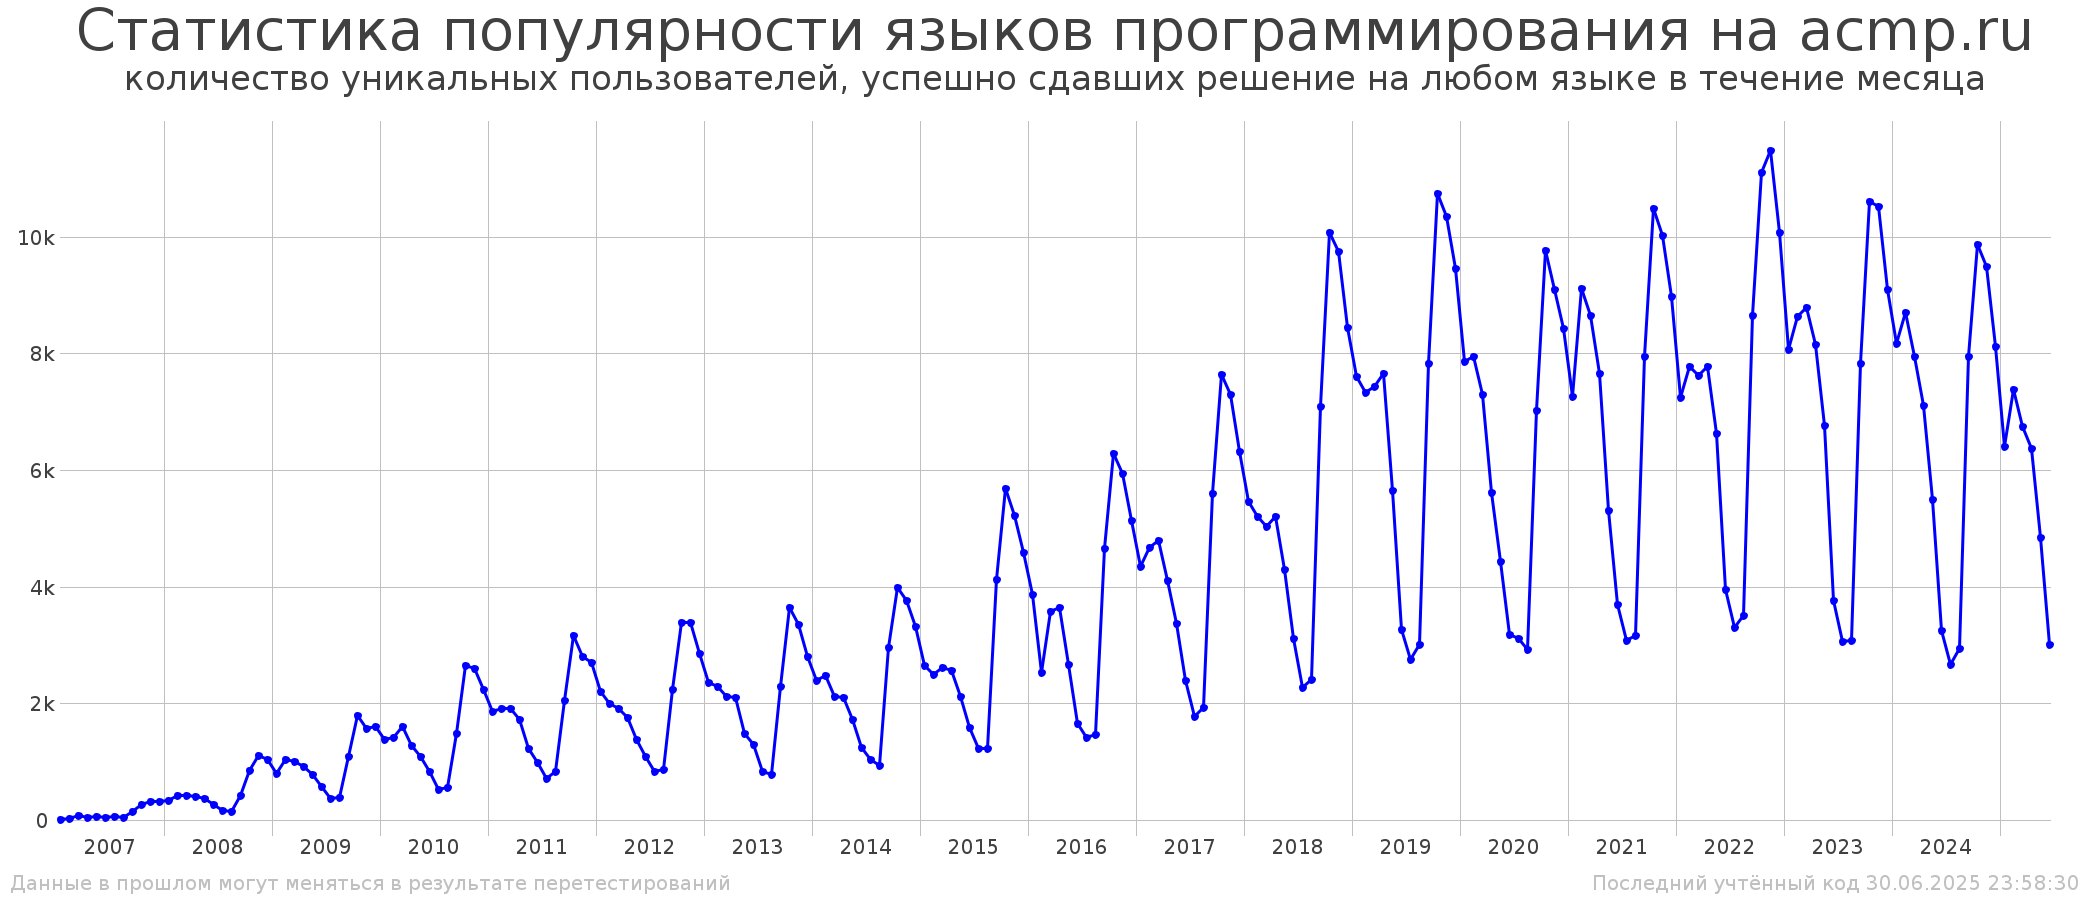 Статистика популярности языков программирования на acmp.ru
количество уникальных пользователей, успешно сдавших решение на любом языке в течение месяца
10k
8k
6k
4k
2k
0
2007 2008 2009 2010 2011 2012 2013 2014 2015 2016 2017 2018 2019 2020 2021 2022 2023 2024
Данные в прошлом могут меняться в результате перетестирований
Последний учтённый код 30.06.2025 23:58:30